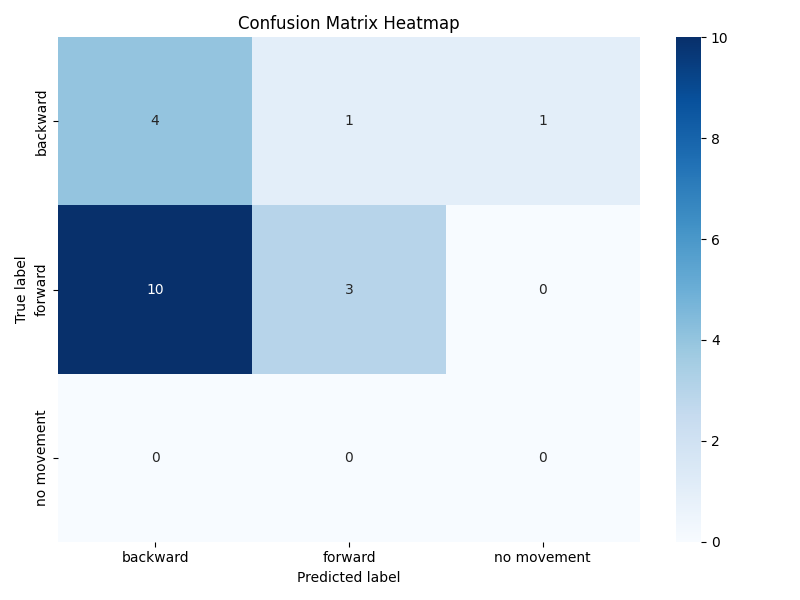 Confusion Matrix Heatmap
True label
backward
4
1
1
forward
10
3
0
no movement
0
0
0
backward
forward
no movement
Predicted label
10
8
6
4
2
0